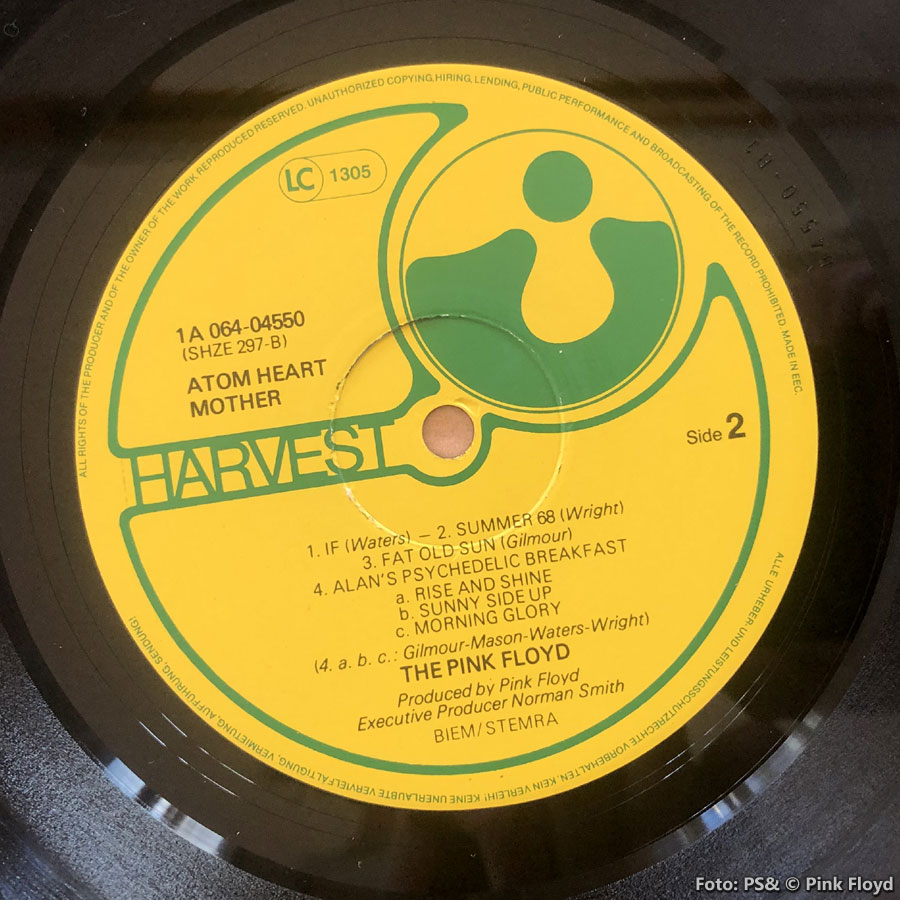 ALL RIGHTS OF THE PRODUCER AND OF THE OWNER OF THE WORK REPRODUCED RESERVED. UNAUTHORIZED COPYING, HIRING, LENDING, PUBLIC PERFORMANCE AND BROADCASTING OF THE RECORD PROHIBITED. MADE IN EEC.
LC 1305
1A 064-04550
(SHZE 297-B)
ATOM HEART
MOTHER
HARVEST
Side 2
1. IF (Waters) – 2. SUMMER 68 (Wright)
3. FAT OLD SUN (Gilmour)
4. ALAN'S PSYCHEDELIC BREAKFAST
a. RISE AND SHINE
b. SUNNY SIDE UP
c. MORNING GLORY
(4. a. b. c.: Gilmour-Mason-Waters-Wright)
THE PINK FLOYD
Produced by Pink Floyd
Executive Producer Norman Smith
BIEM/STEMRA
ALLE URHEBER- UND LEISTUNGSSCHUTZRECHTE VORBEHALTEN. KEIN VERLEIH! KEINE UNERLAUBTE VERVIELFÄLTIGUNG, VERMIETUNG, AUFFÜHRUNG, SENDUNG!
Foto: PS& © Pink Floyd